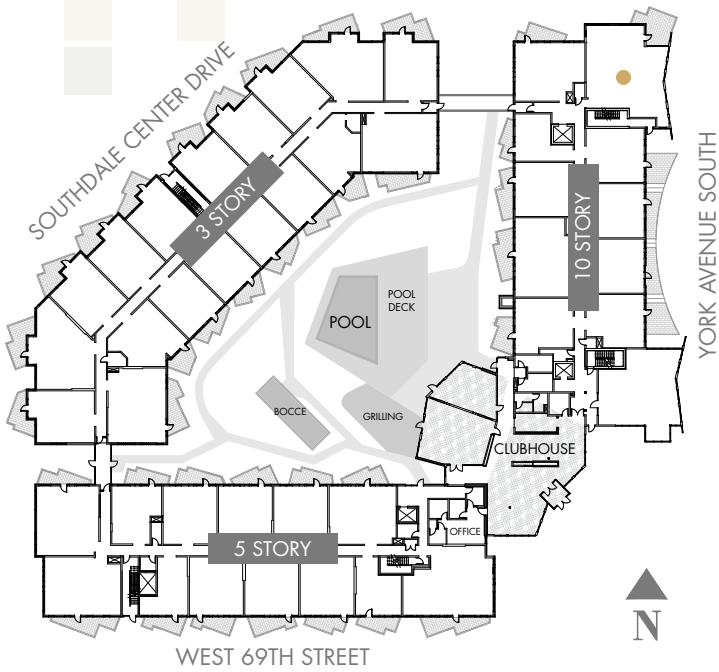 SOUTHDALE CENTER DRIVE
YORK AVENUE SOUTH
3 STORY
10 STORY
POOL
DECK
POOL
BOCCE
GRILLING
CLUBHOUSE
OFFICE
5 STORY
N
WEST 69TH STREET